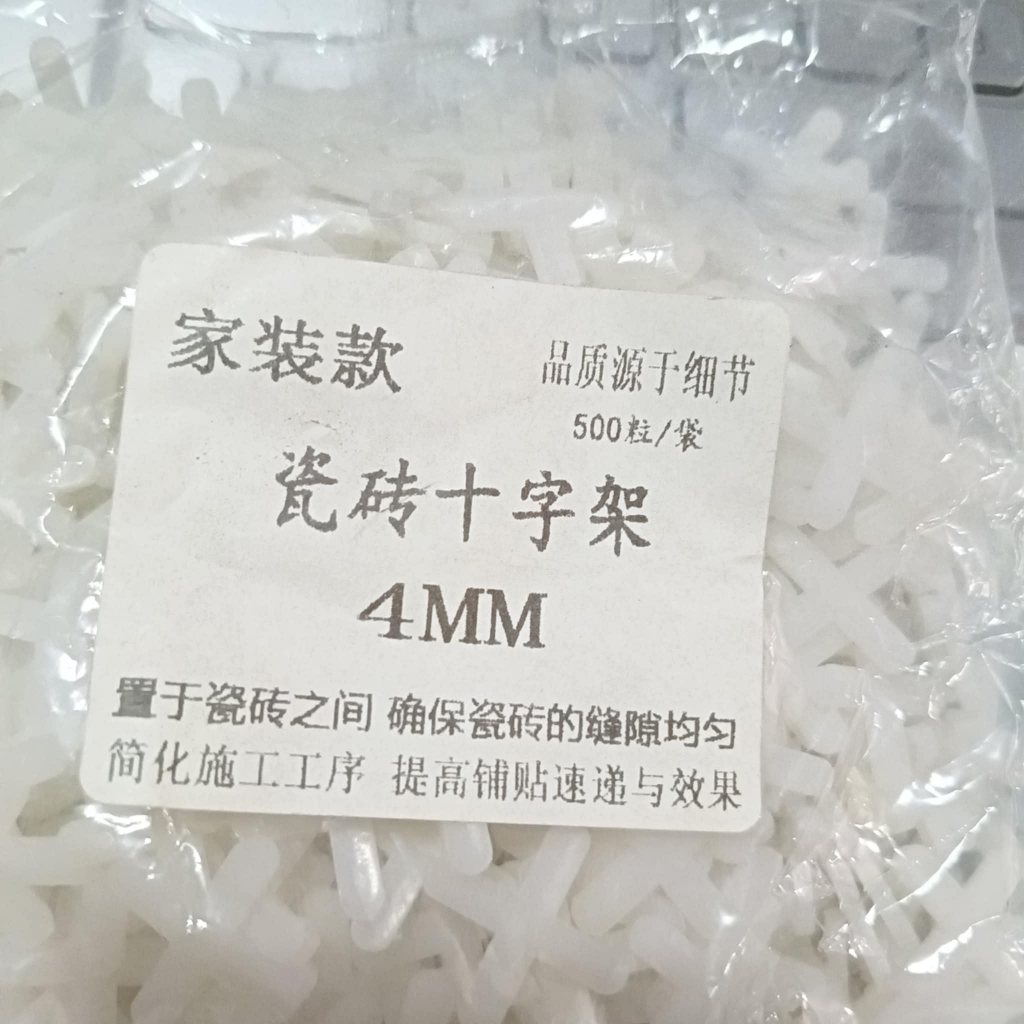 家装款
品质源于细节
500粒/袋
瓷砖十字架
4MM
置于瓷砖之间 确保瓷砖的缝隙均匀
简化施工工序 提高铺贴速递与效果